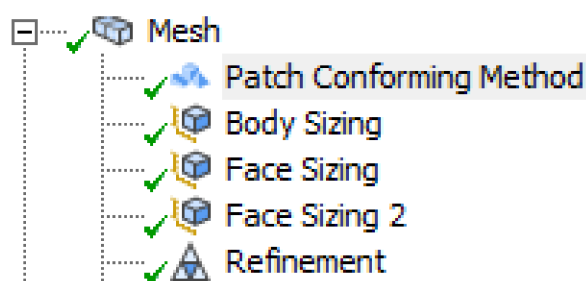 Mesh
Patch Conforming Method
Body Sizing
Face Sizing
Face Sizing 2
Refinement